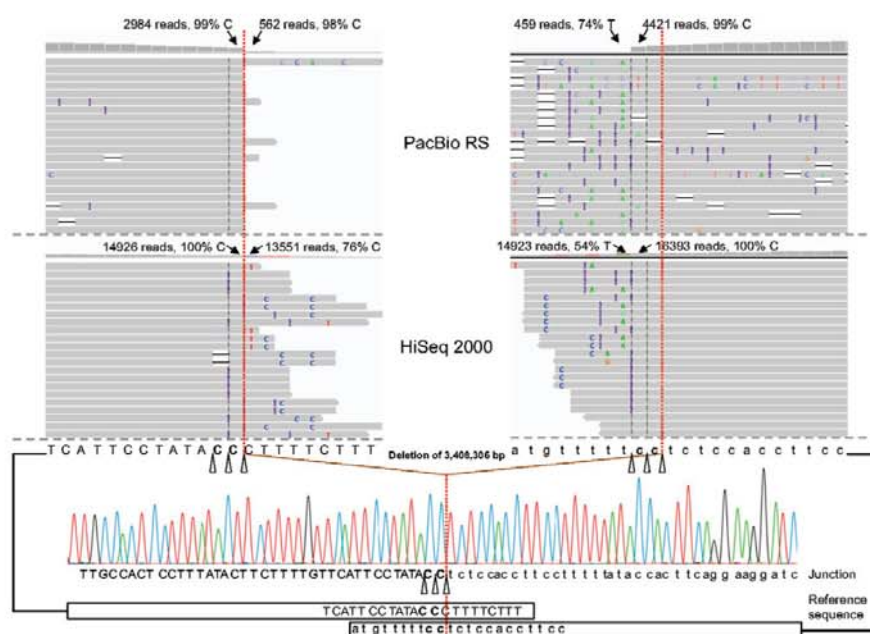 2984 reads, 99% C 562 reads, 98% C 459 reads, 74% T 4421 reads, 99% C
PacBio RS
14926 reads, 100% C 13551 reads, 76% C 14923 reads, 54% T 16393 reads, 100% C
HiSeq 2000
TCATTCCTATACCCTTTTCTTT Deletion of 3,408,306 bp atgtttttcctctccaccttcc
TTGCCACTCCTTTATACTTCTTTTGTTCATTCCTATACCtctccaccttcctttttatataccacttcaggaaggatc Junction
Reference
TCATTCCTATACCCTTTTCTTT sequence
atgtttttcctctccaccttcc